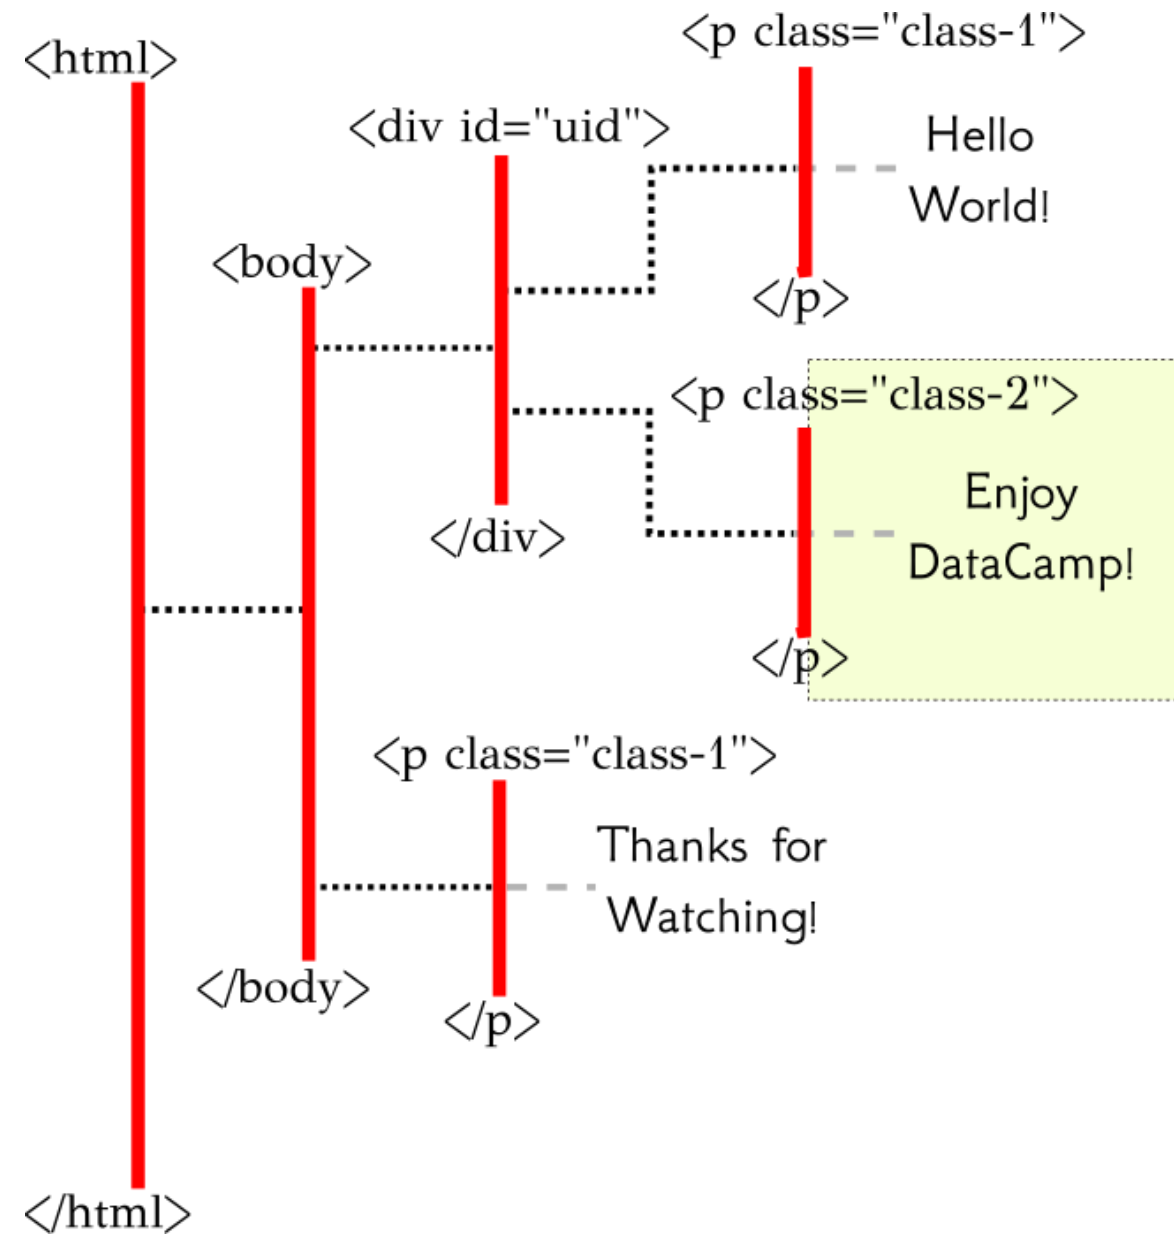 <html>
<body>
<div id="uid">
<p class="class-1">
Hello
World!
</p>
<p class="class-2">
Enjoy
DataCamp!
</p>
</div>
<p class="class-1">
Thanks for
Watching!
</p>
</body>
</html>